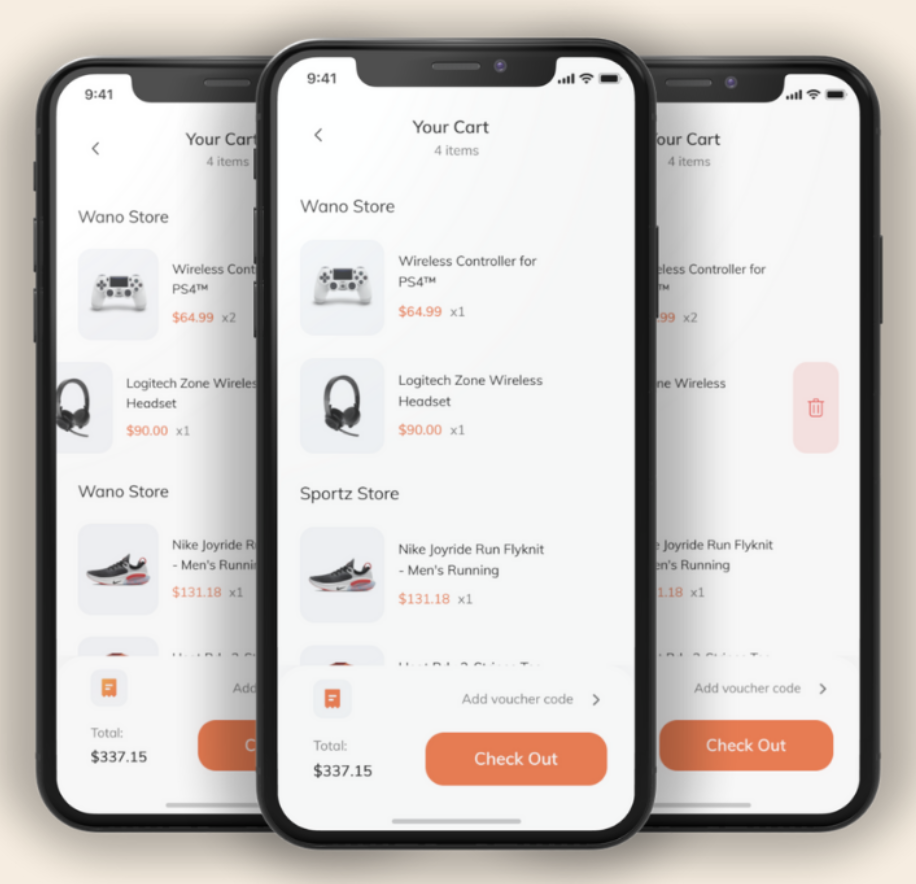 9:41
Your Cart
4 items
Wano Store
Wireless Cont
PS4™
$64.99 x2
Logitech Zone Wireles
Headset
$90.00 x1
Wano Store
Nike Joyride R
- Men's Runni
$131.18 x1
Add
Total:
$337.15
C
9:41
Your Cart
4 items
Wano Store
Wireless Controller for
PS4™
$64.99 x1
Logitech Zone Wireless
Headset
$90.00 x1
Sportz Store
Nike Joyride Run Flyknit
- Men's Running
$131.18 x1
Add voucher code
Total:
$337.15
Check Out
our Cart
4 items
eless Controller for
™
.99 x2
ne Wireless
Joyride Run Flyknit
en's Running
1.18 x1
Add voucher code
Check Out